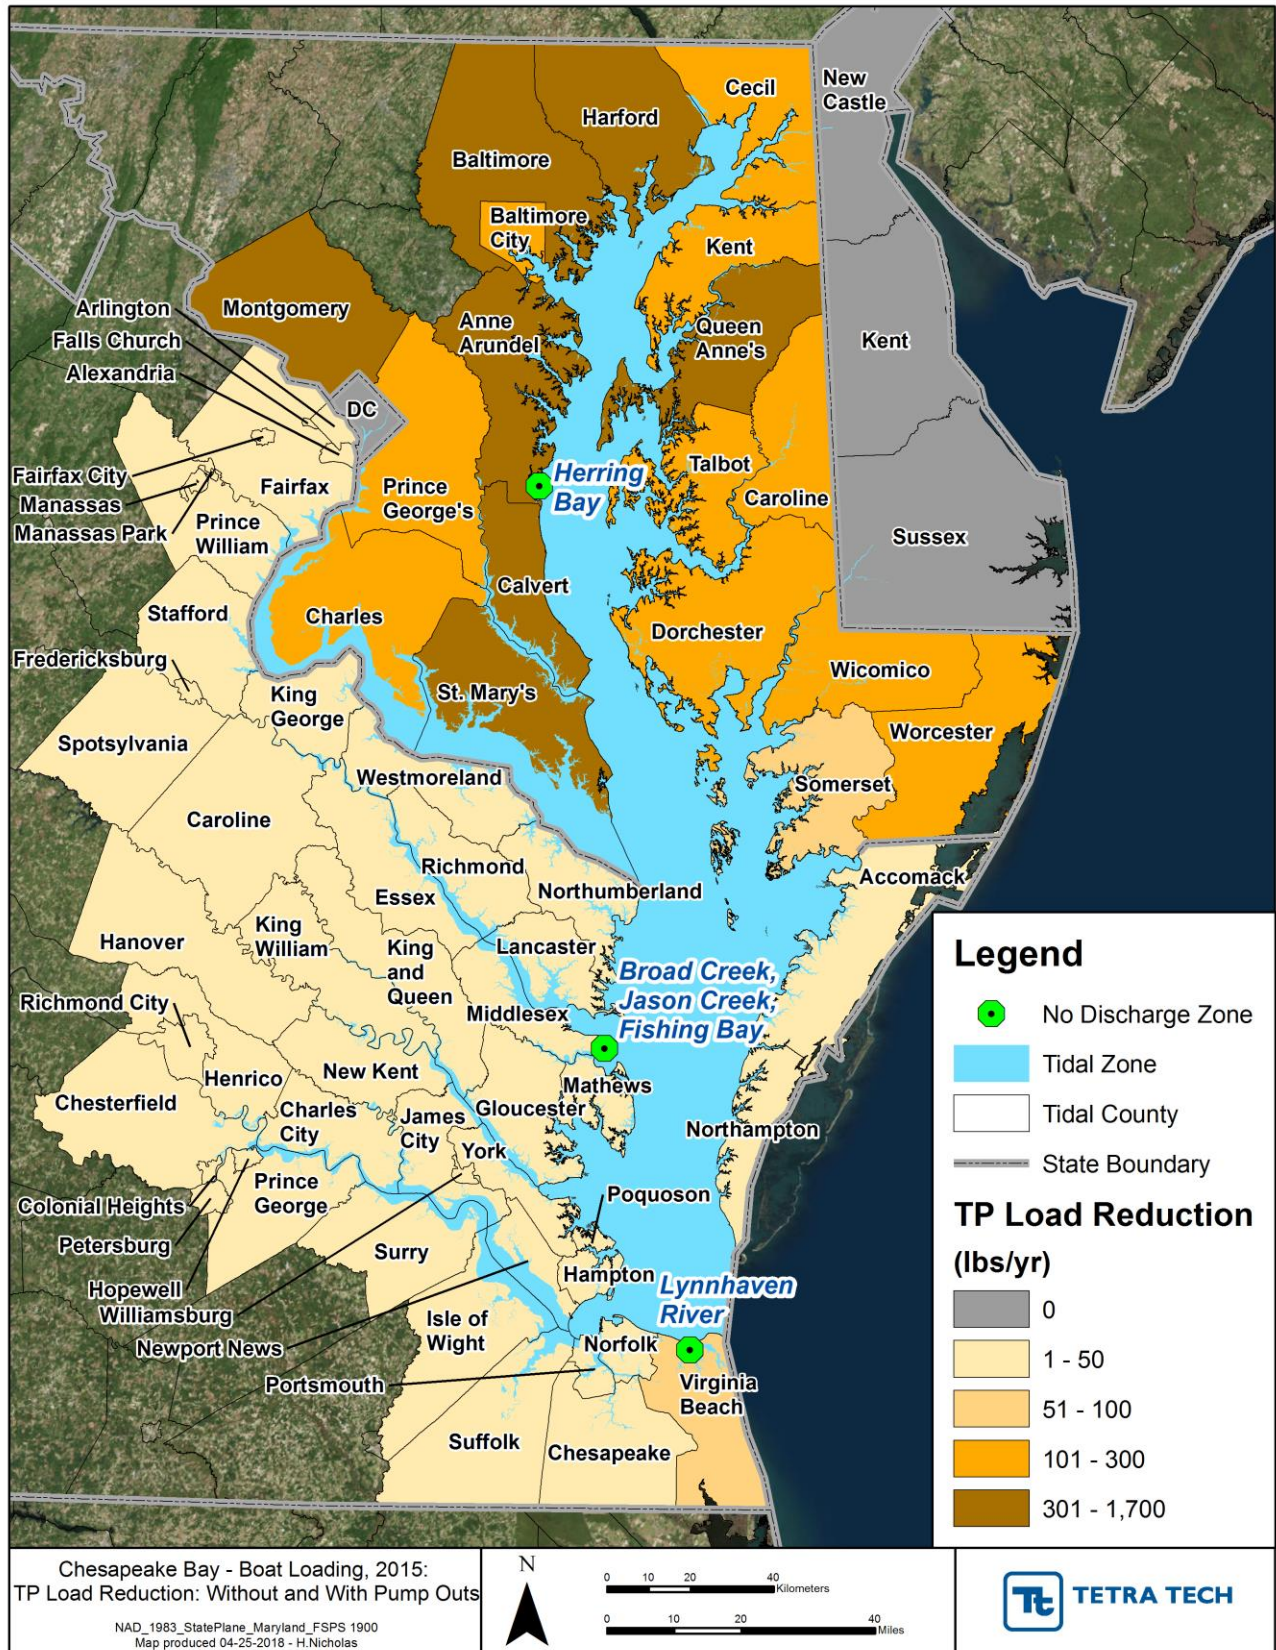 Cecil
New
Castle
Harford
Baltimore
Baltimore
City
Kent
Arlington
Falls Church
Alexandria
Montgomery
Anne
Arundel
Queen
Anne's
Kent
DC
Fairfax City
Manassas
Manassas Park
Fairfax
Prince
William
Prince
George's
Herring
Bay
Talbot
Caroline
Sussex
Calvert
Stafford
Charles
Dorchester
Fredericksburg
King
George
St. Mary's
Wicomico
Worcester
Spotsylvania
Westmoreland
Somerset
Caroline
Richmond
Accomack
Essex
Northumberland
King
William
Hanover
King
and
Queen
Lancaster
Broad Creek,
Jason Creek,
Fishing Bay
Richmond City
Middlesex
Henrico
New Kent
Mathews
Chesterfield
Charles
City
James
City
Gloucester
Northampton
York
Prince
George
Poquoson
Colonial Heights
Petersburg
Surry
Hopewell
Williamsburg
Hampton
Lynnhaven
River
Newport News
Isle of
Wight
Norfolk
Portsmouth
Virginia
Beach
Suffolk
Chesapeake
Legend
No Discharge Zone
Tidal Zone
Tidal County
State Boundary
TP Load Reduction
(lbs/yr)
0
1 - 50
51 - 100
101 - 300
301 - 1,700
Chesapeake Bay - Boat Loading, 2015:
TP Load Reduction: Without and With Pump Outs
NAD_1983_StatePlane_Maryland_FSPS 1900
Map produced 04-25-2018 - H.Nicholas
N
0 10 20 40
Kilometers
0 10 20 40
Miles
Tt TETRA TECH